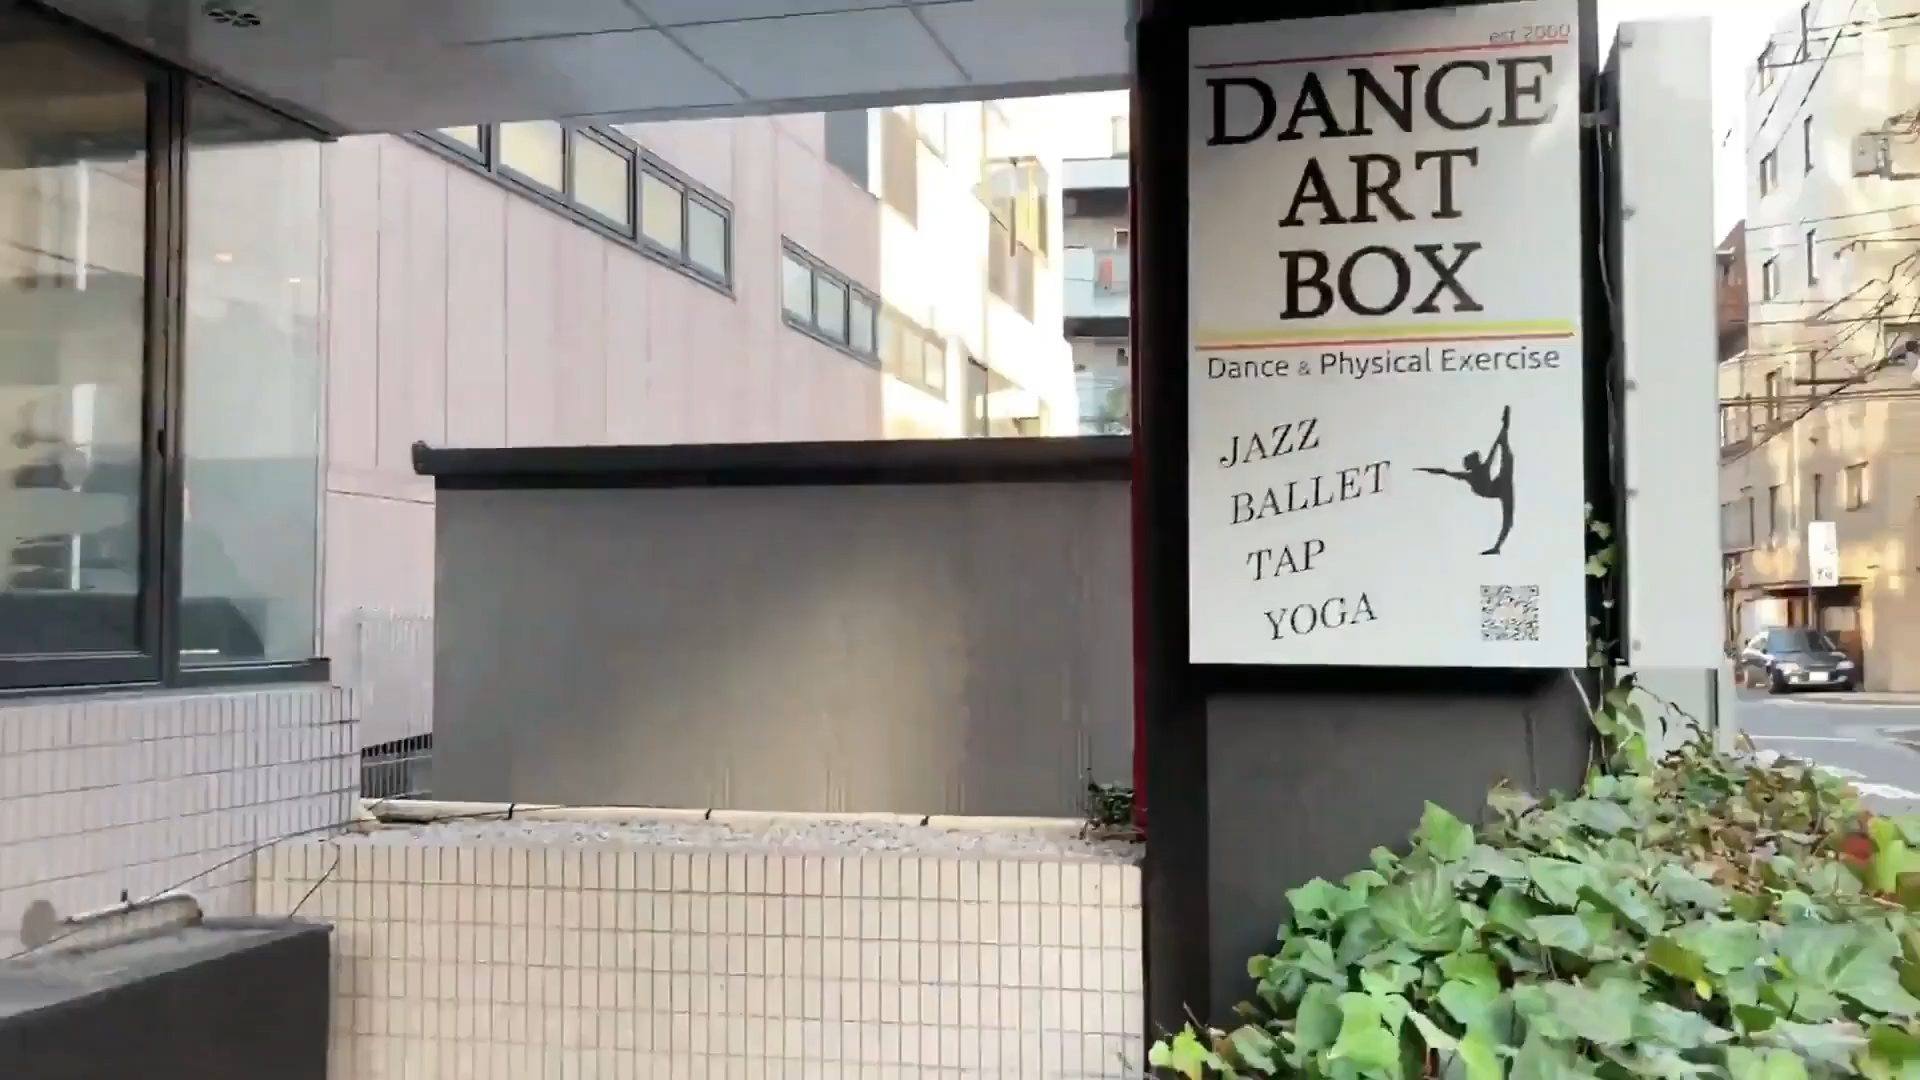 est 2000
DANCE
ART
BOX
Dance & Physical Exercise
JAZZ
BALLET
TAP
YOGA